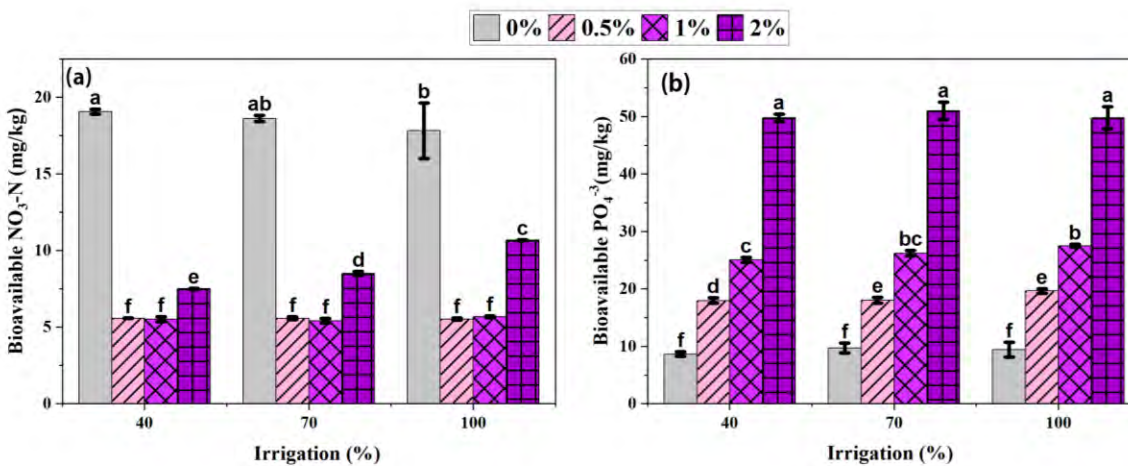 0% 0.5% 1% 2%
(a)
Bioavailable NO₃-N (mg/kg)
20
15
10
5
0
a
f
f
e
ab
f
f
d
b
f
f
c
40 70 100
Irrigation (%)
(b)
Bioavailable PO₄⁻³(mg/kg)
60
50
40
30
20
10
0
f
d
c
a
f
e
bc
a
f
e
b
a
40 70 100
Irrigation (%)